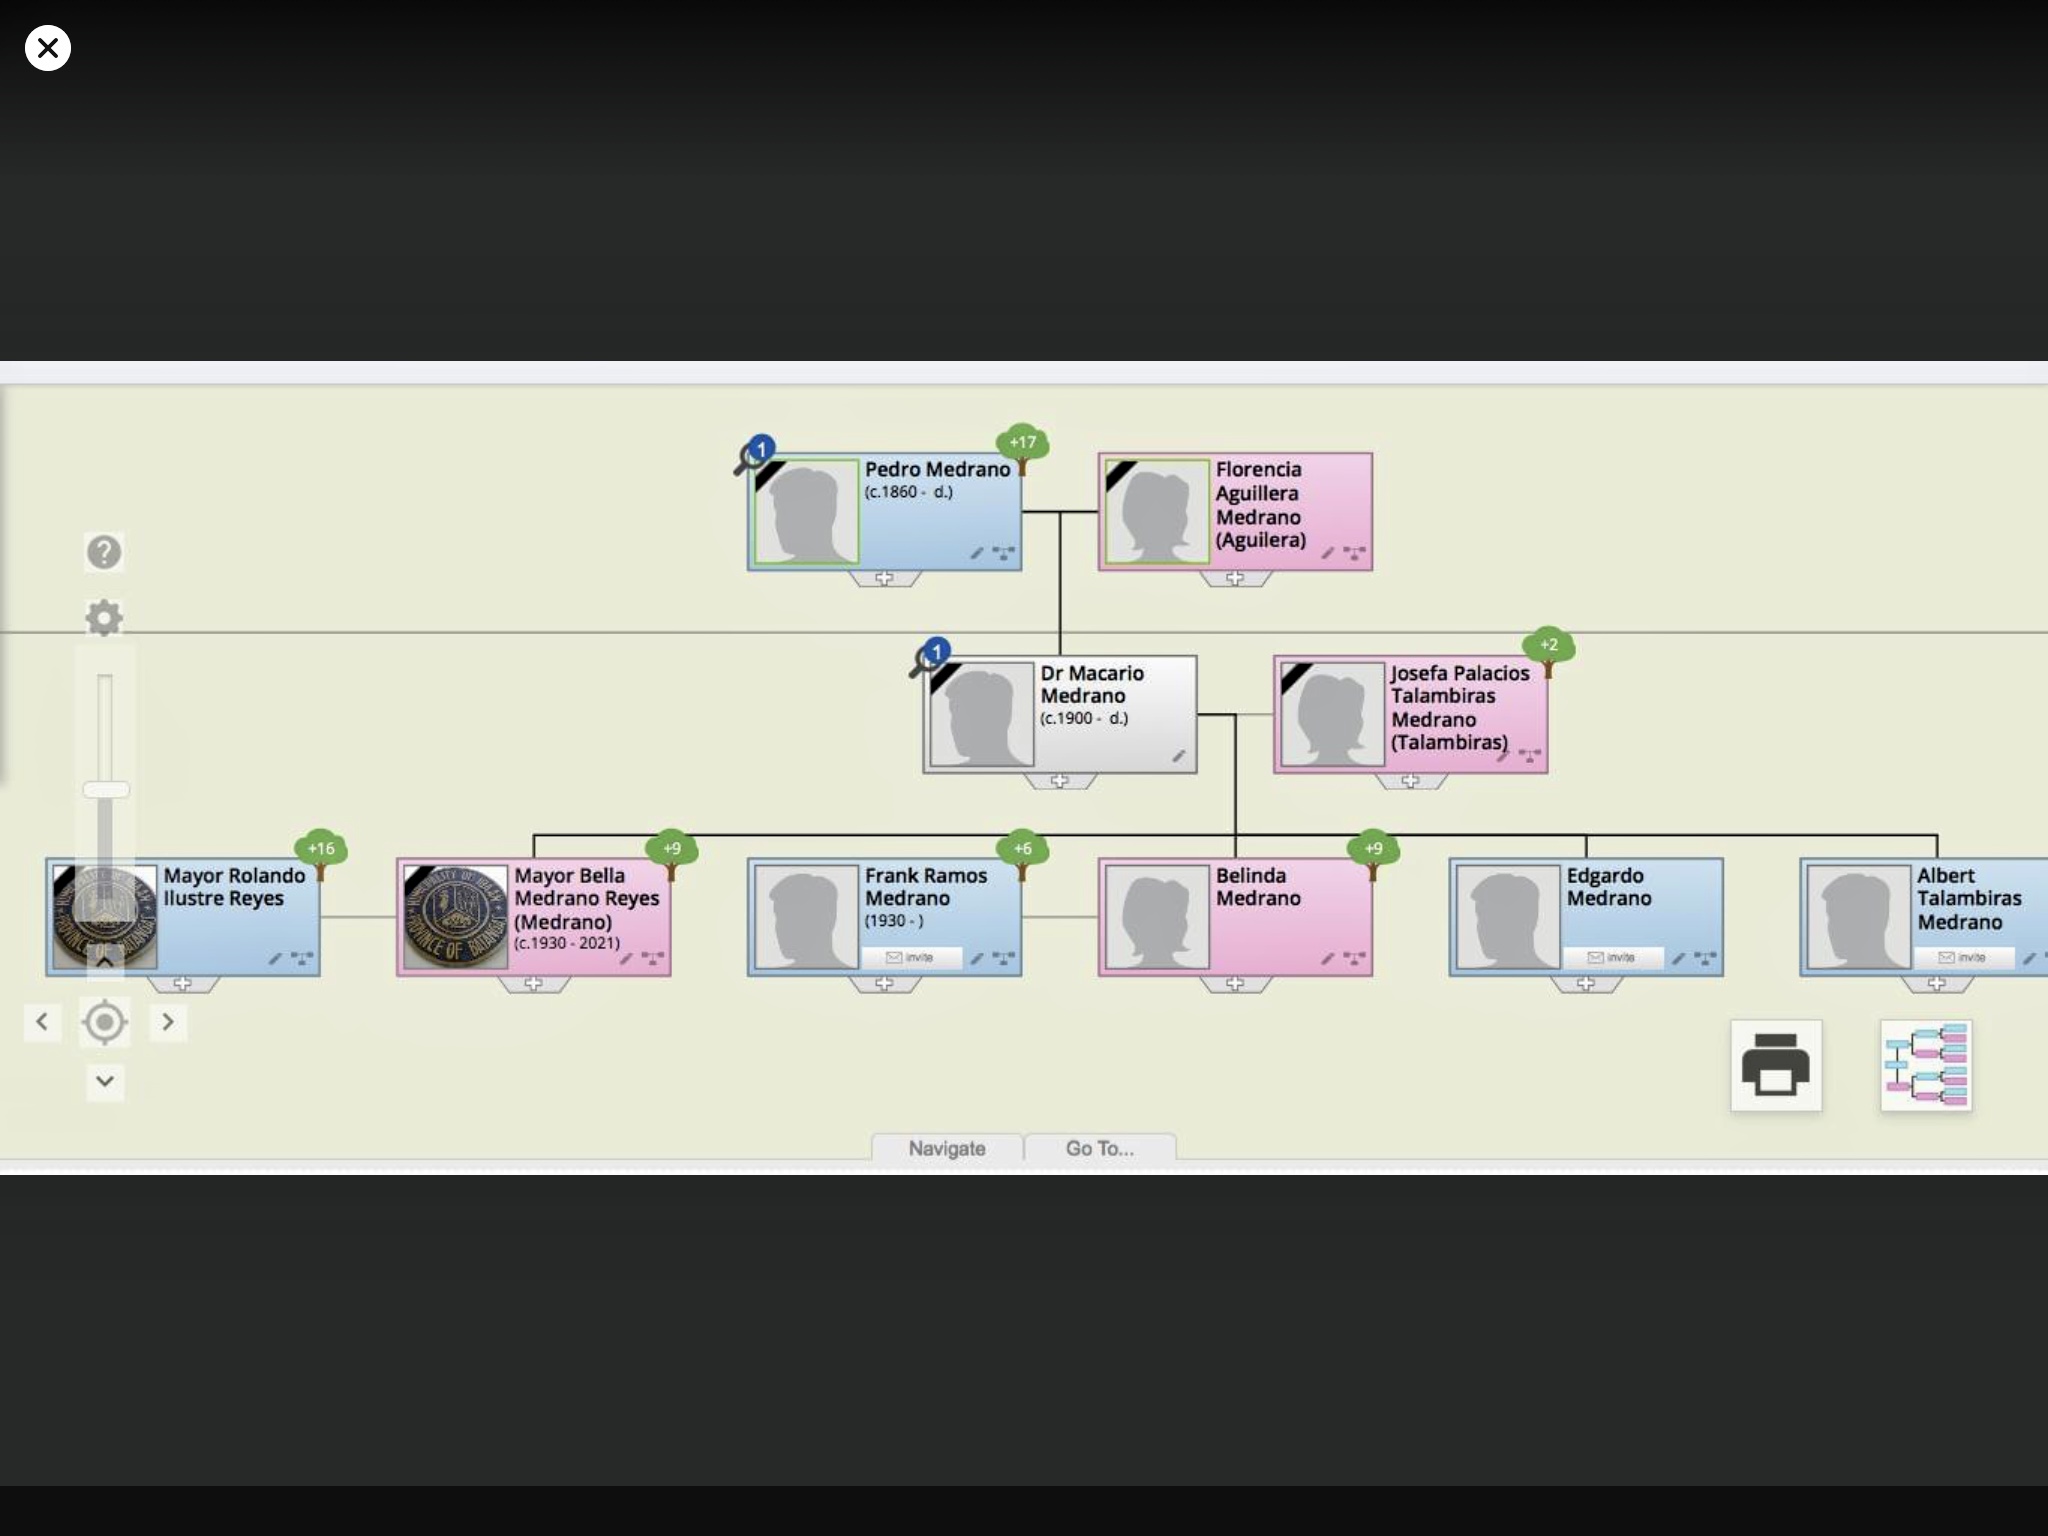 1
+17
Pedro Medrano
(c.1860 - d.)
Florencia
Aguillera
Medrano
(Aguilera)
1
+2
Dr Macario
Medrano
(c.1900 - d.)
Josefa Palacios
Talambiras
Medrano
(Talambiras)
+16
Mayor Rolando
Ilustre Reyes
+9
Mayor Bella
Medrano Reyes
(Medrano)
(c.1930 - 2021)
PROVINCE OF
+6
Frank Ramos
Medrano
(1930 - )
invite
+9
Belinda
Medrano
Edgardo
Medrano
invite
Albert
Talambiras
Medrano
invite
Navigate
Go To...